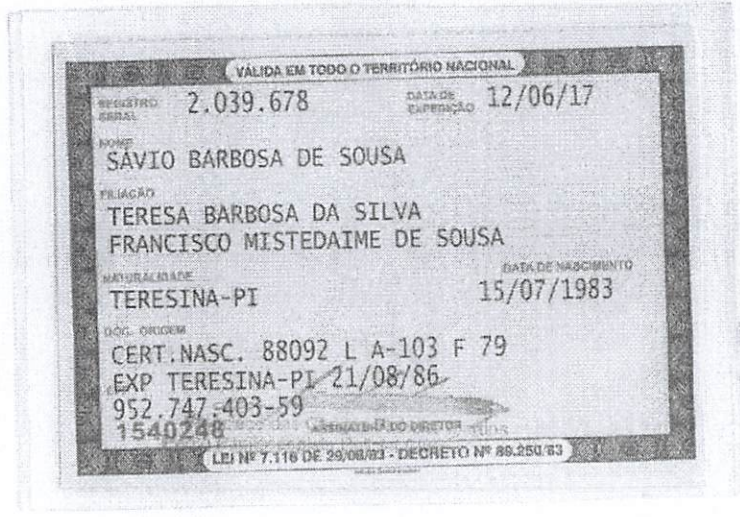 VÁLIDA EM TODO O TERRITÓRIO NACIONAL
REGISTRO GERAL 2.039.678 DATA DE EXPEDIÇÃO 12/06/17
NOME
SÁVIO BARBOSA DE SOUSA
FILIAÇÃO
TERESA BARBOSA DA SILVA
FRANCISCO MISTEDAIME DE SOUSA
NATURALIDADE DATA DE NASCIMENTO
TERESINA-PI 15/07/1983
DOC. ORIGEM
CERT.NASC. 88092 L A-103 F 79
EXP TERESINA-PI 21/08/86
952.747.403-59
1540248 ASSINATURA DO DIRETOR
LEI Nº 7.116 DE 29/08/83 - DECRETO Nº 89.250/83